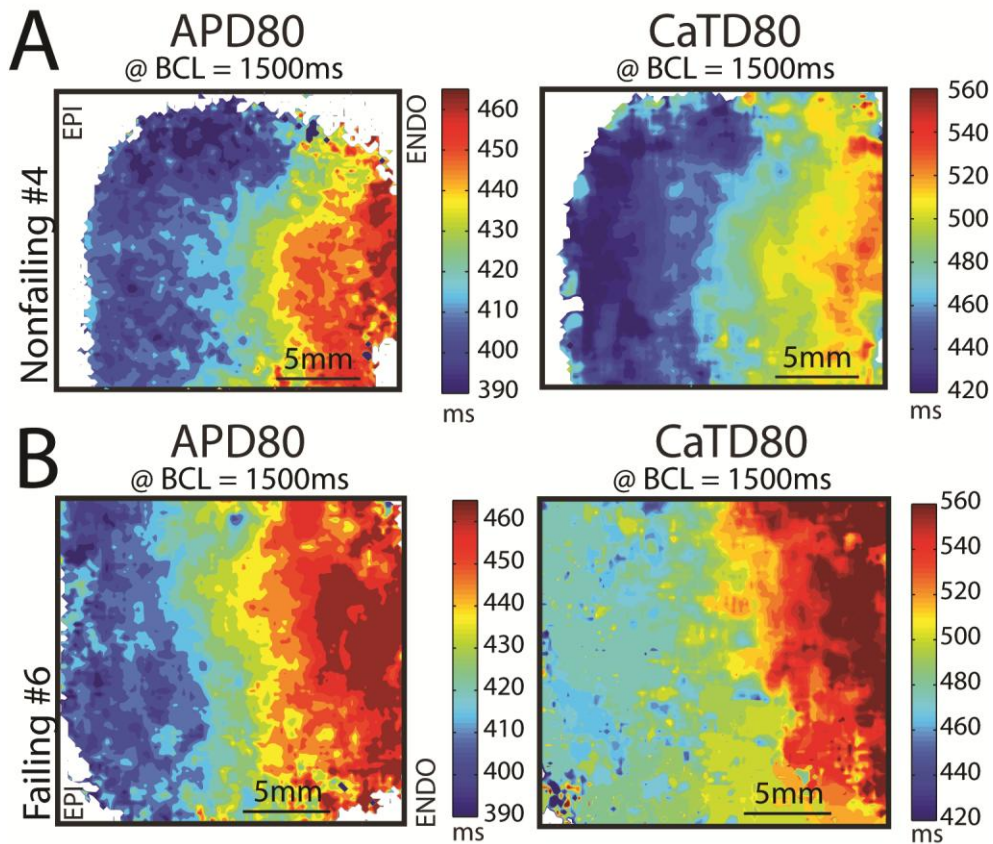 A
APD80
@ BCL = 1500ms
CaTD80
@ BCL = 1500ms
Nonfailing #4
EPI
ENDO
5mm
460
450
440
430
420
410
400
390
ms
5mm
560
540
520
500
480
460
440
420
B
APD80
@ BCL = 1500ms
CaTD80
@ BCL = 1500ms
Failing #6
EPI
ENDO
5mm
460
450
440
430
420
410
400
390
ms
5mm
560
540
520
500
480
460
440
420